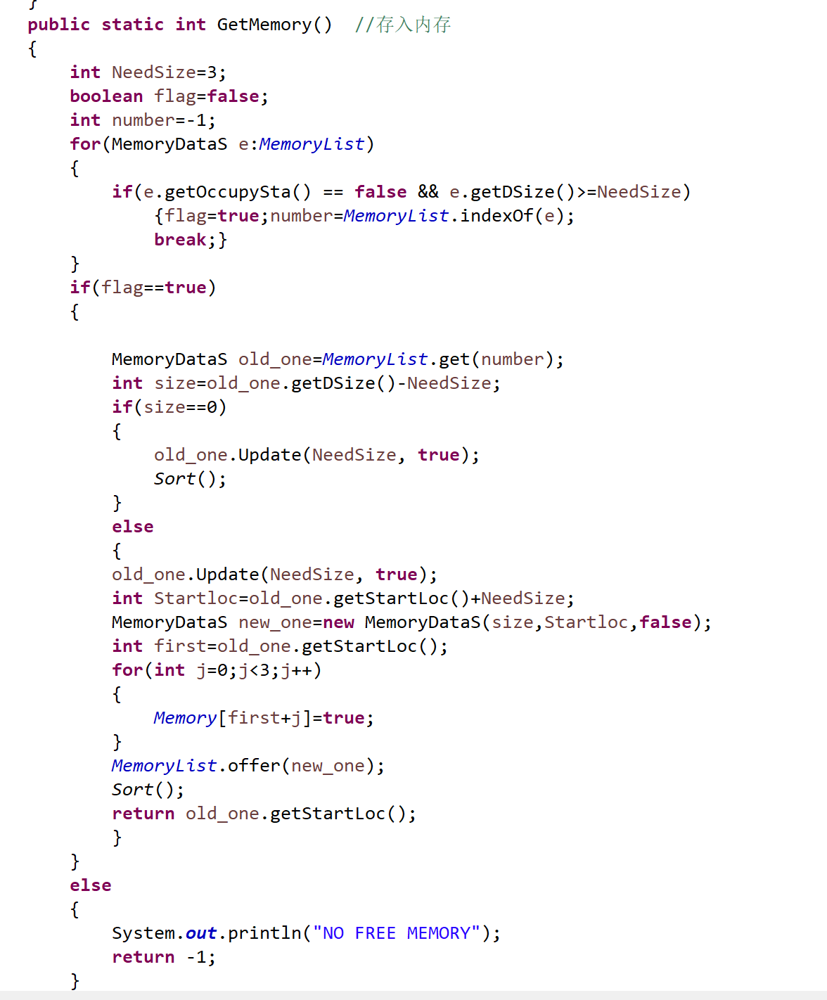 }
public static int GetMemory()  //存入内存
{
    int NeedSize=3;
    boolean flag=false;
    int number=-1;
    for(MemoryDataS e:MemoryList)
    {
        if(e.getOccupySta() == false && e.getDSize()>=NeedSize)
            {flag=true;number=MemoryList.indexOf(e);
            break;}
    }
    if(flag==true)
    {

        MemoryDataS old_one=MemoryList.get(number);
        int size=old_one.getDSize()-NeedSize;
        if(size==0)
        {
            old_one.Update(NeedSize, true);
            Sort();
        }
        else
        {
        old_one.Update(NeedSize, true);
        int Startloc=old_one.getStartLoc()+NeedSize;
        MemoryDataS new_one=new MemoryDataS(size,Startloc,false);
        int first=old_one.getStartLoc();
        for(int j=0;j<3;j++)
        {
            Memory[first+j]=true;
        }
        MemoryList.offer(new_one);
        Sort();
        return old_one.getStartLoc();
        }
    }
    else
    {
        System.out.println("NO FREE MEMORY");
        return -1;
    }